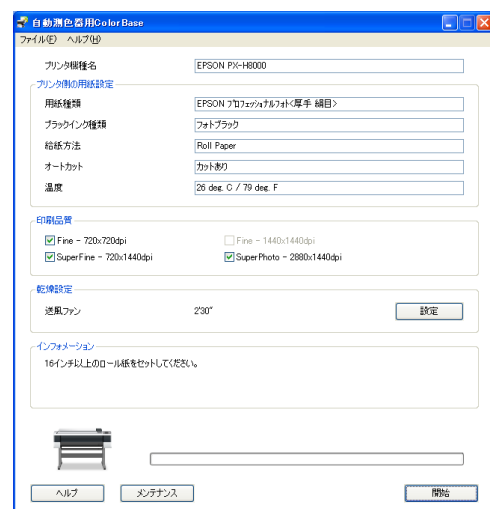 自動測色器用ColorBase
ファイル(F) ヘルプ(H)
プリンタ機種名 EPSON PX-H8000
プリンタ側の用紙設定
用紙種類 EPSON プロフェッショナルフォト<厚手 絹目>
ブラックインク種類 フォトブラック
給紙方法 Roll Paper
オートカット カットあり
温度 26 deg. C / 79 deg. F
印刷品質
Fine - 720x720dpi Fine - 1440x1440dpi
SuperFine - 720x1440dpi SuperPhoto - 2880x1440dpi
乾燥設定
送風ファン 2'30" 設定
インフォメーション
16インチ以上のロール紙をセットしてください。
ヘルプ メンテナンス 開始